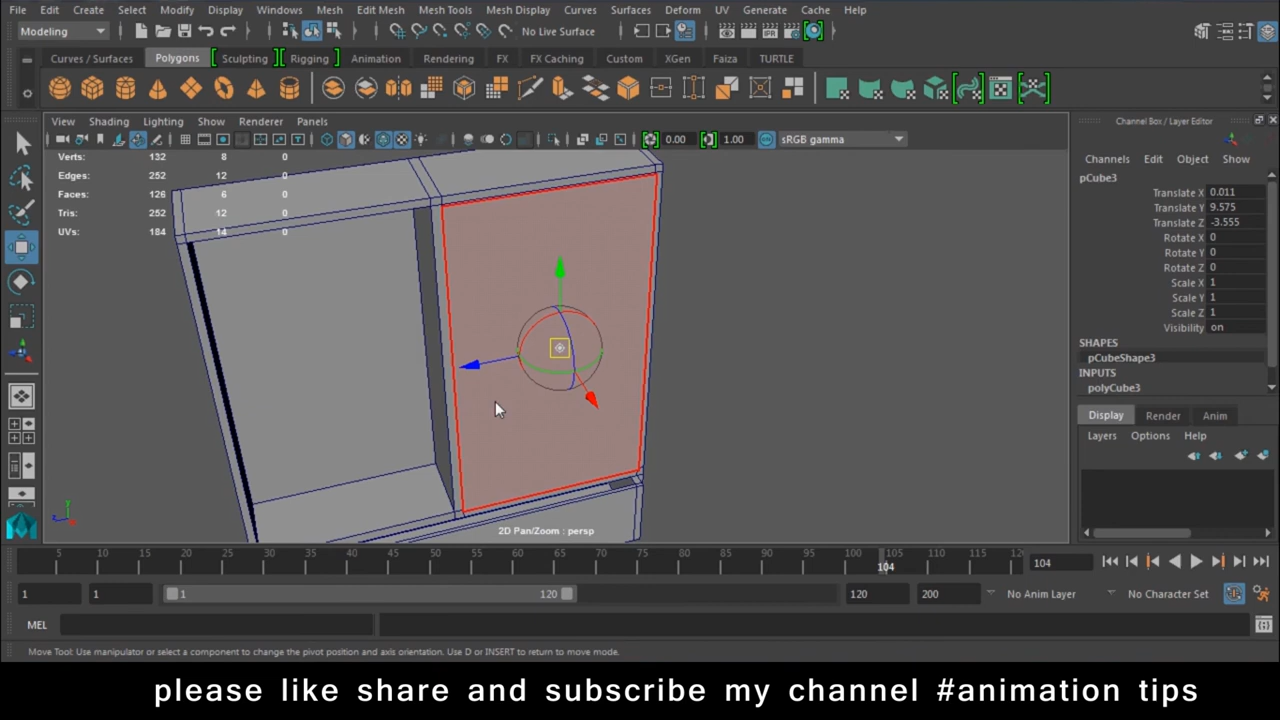 File Edit Create Select Modify Display Windows Mesh Edit Mesh Mesh Tools Mesh Display Curves Surfaces Deform UV Generate Cache Help
Modeling No Live Surface
Curves / Surfaces Polygons Sculpting Rigging Animation Rendering FX FX Caching Custom Faiza XGen TURTLE
View Shading Lighting Show Renderer Panels
0.00 1.00 sRGB gamma
Verts: 132 8 0
Edges: 252 12 0
Faces: 126 6 0
Tris: 252 12 0
UVs: 184 14 0
2D Pan/Zoom : persp
Channel Box / Layer Editor
Channels Edit Object Show
pCube3
Translate X 0.011
Translate Y 9.575
Translate Z -3.555
Rotate X 0
Rotate Y 0
Rotate Z 0
Scale X 1
Scale Y 1
Scale Z 1
Visibility on
SHAPES
pCubeShape3
INPUTS
polyCube3
Display Render Anim
Layers Options Help
5 10 15 20 25 30 35 40 45 50 55 60 65 70 75 80 85 90 95 100 105 110 115 12
104 104
1 1 1 120 120 200 No Anim Layer No Character Set
MEL
Move Tool: Use manipulator or select a component to change the pivot position and axis orientation. Use D or INSERT to return to move mode.
please like share and subscribe my channel #animation tips